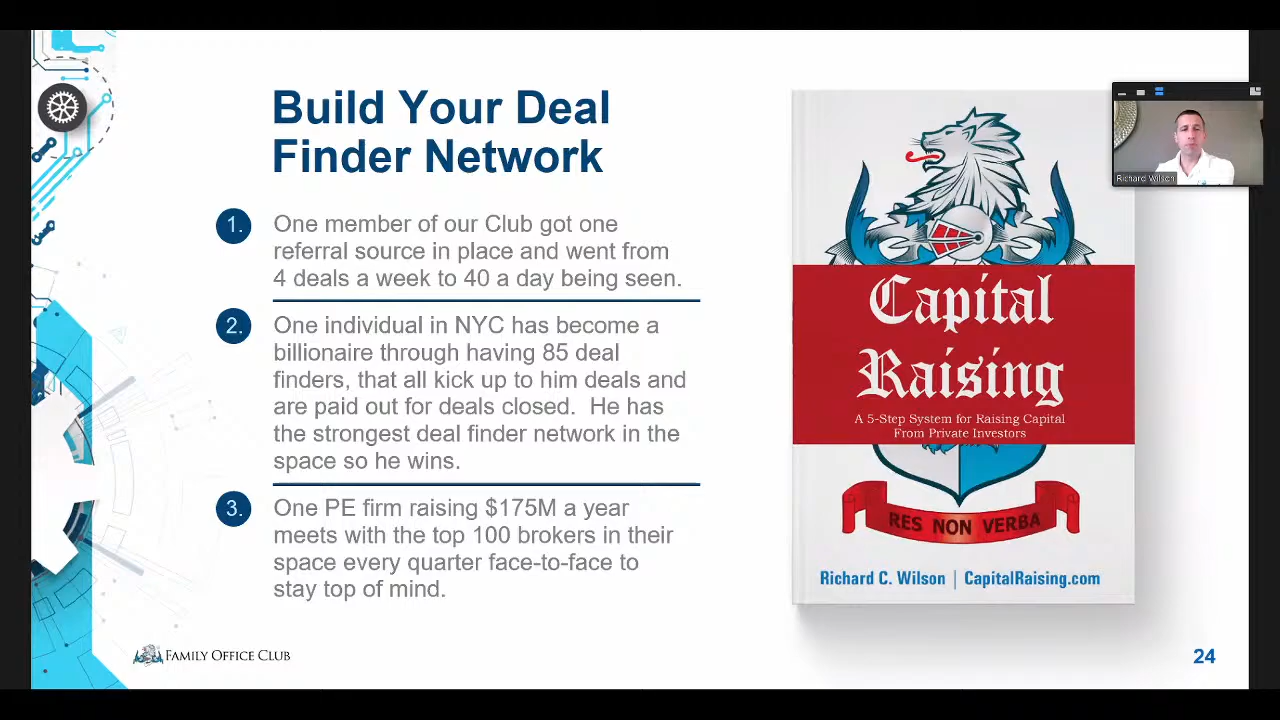 Build Your Deal
Finder Network
1.
One member of our Club got one
referral source in place and went from
4 deals a week to 40 a day being seen.
2.
One individual in NYC has become a
billionaire through having 85 deal
finders, that all kick up to him deals and
are paid out for deals closed.  He has
the strongest deal finder network in the
space so he wins.
3.
One PE firm raising $175M a year
meets with the top 100 brokers in their
space every quarter face-to-face to
stay top of mind.
FAMILY OFFICE CLUB
Capital
Raising
A 5-Step System for Raising Capital
From Private Investors
RES NON VERBA
Richard C. Wilson | CapitalRaising.com
Richard Wilson
24